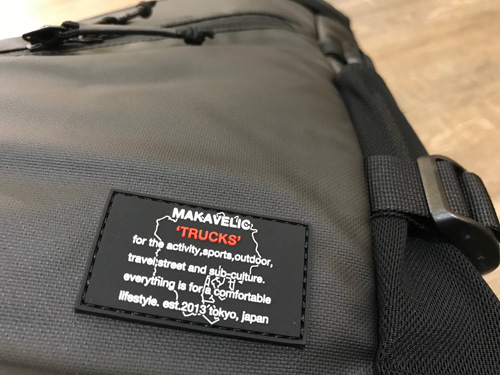 MAKAVELIC.
'TRUCKS'
for the activity,sports,outdoor,
travel,street and sub-culture.
everything is for a comfortable
lifestyle. est.2013 tokyo, japan